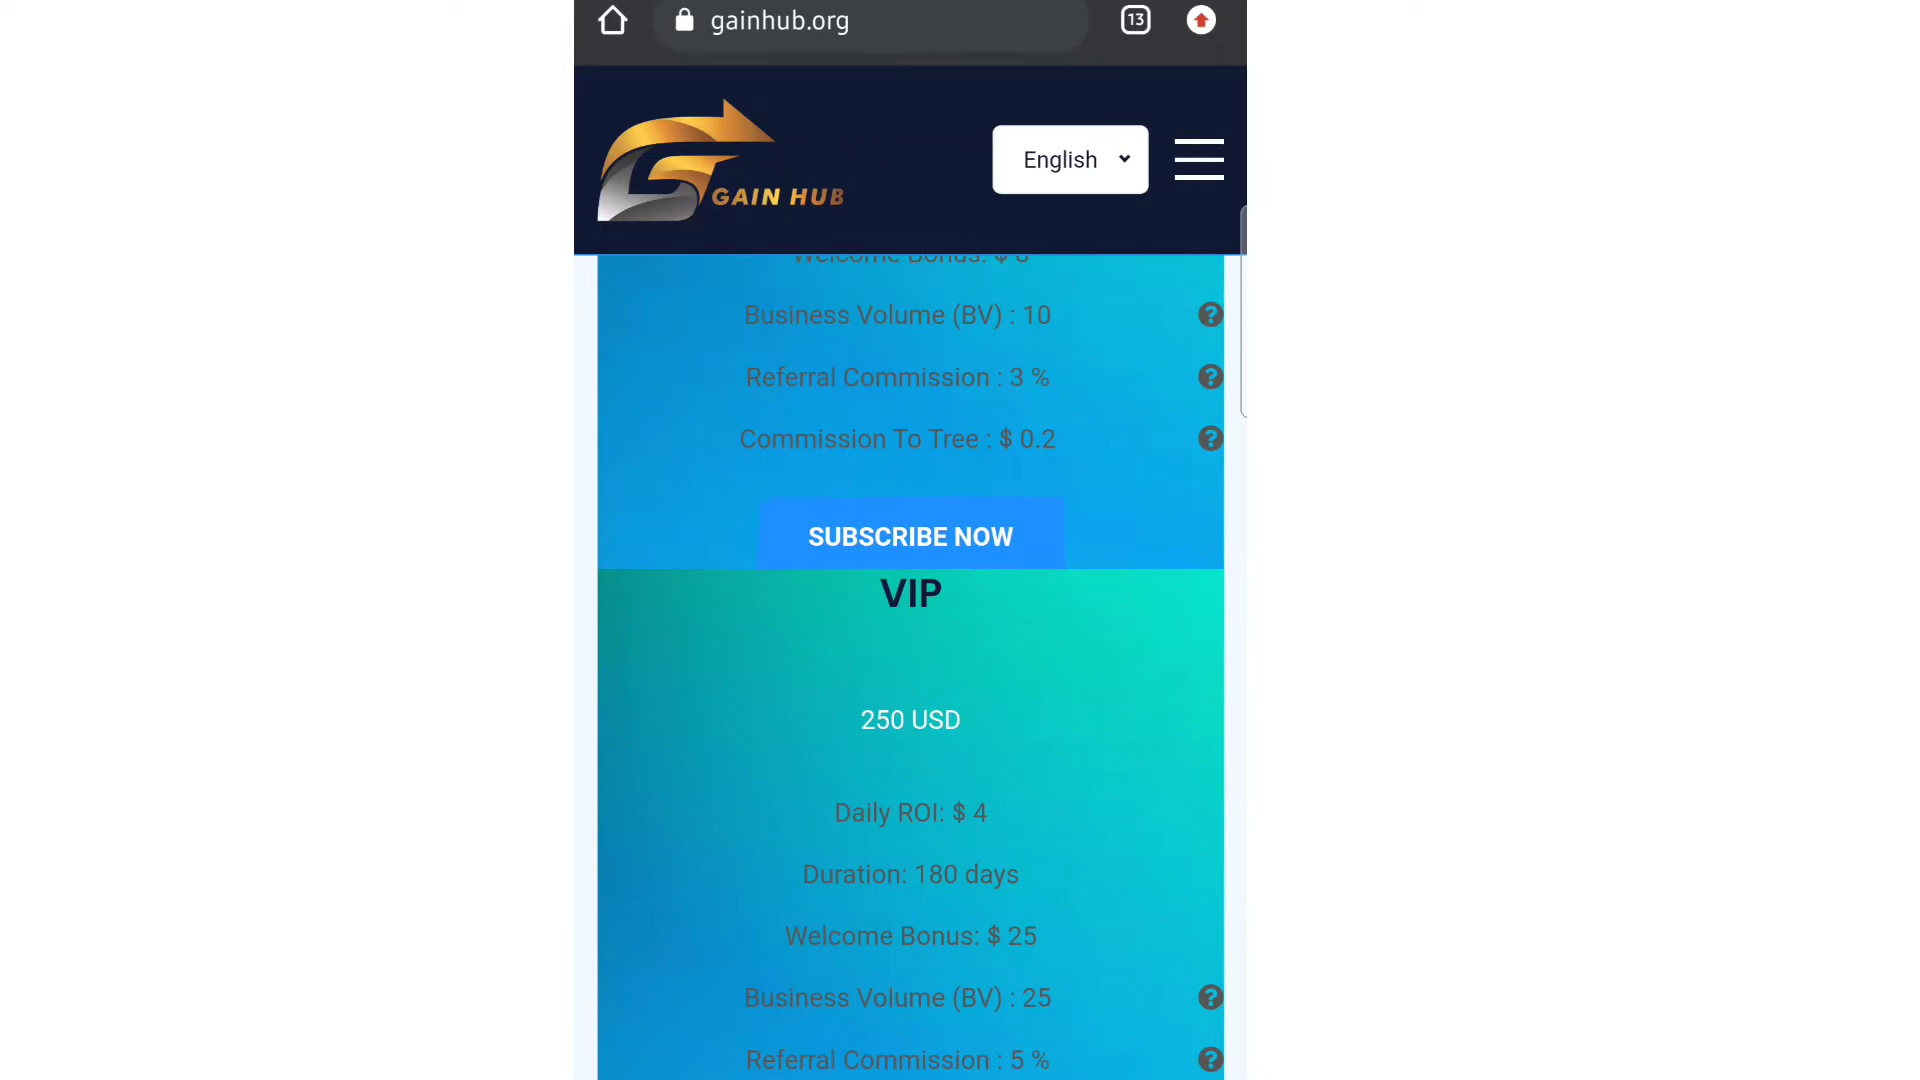 gainhub.org
13
GAIN HUB
English
Welcome Bonus: $
Business Volume (BV) : 10
Referral Commission : 3 %
Commission To Tree : $ 0.2
SUBSCRIBE NOW
VIP
250 USD
Daily ROI: $ 4
Duration: 180 days
Welcome Bonus: $ 25
Business Volume (BV) : 25
Referral Commission : 5 %